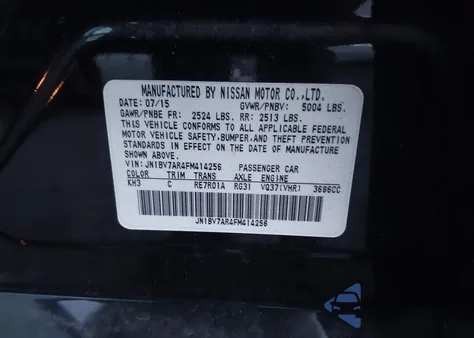 MANUFACTURED BY NISSAN MOTOR CO.,LTD.
DATE: 07/15 GVWR/PNBV: 5004 LBS.
GAWR/PNBE FR: 2524 LBS. RR: 2513 LBS.
THIS VEHICLE CONFORMS TO ALL APPLICABLE FEDERAL
MOTOR VEHICLE SAFETY,BUMPER, AND THEFT PREVENTION
STANDARDS IN EFFECT ON THE DATE OF MANUFACTURE
SHOWN ABOVE.
VIN: JN1BV7AR4FM414256 PASSENGER CAR
COLOR TRIM TRANS AXLE ENGINE
KH3 C RE7R01A RG31 VQ37(VHR) 3696CC
JN1BV7AR4FM414256